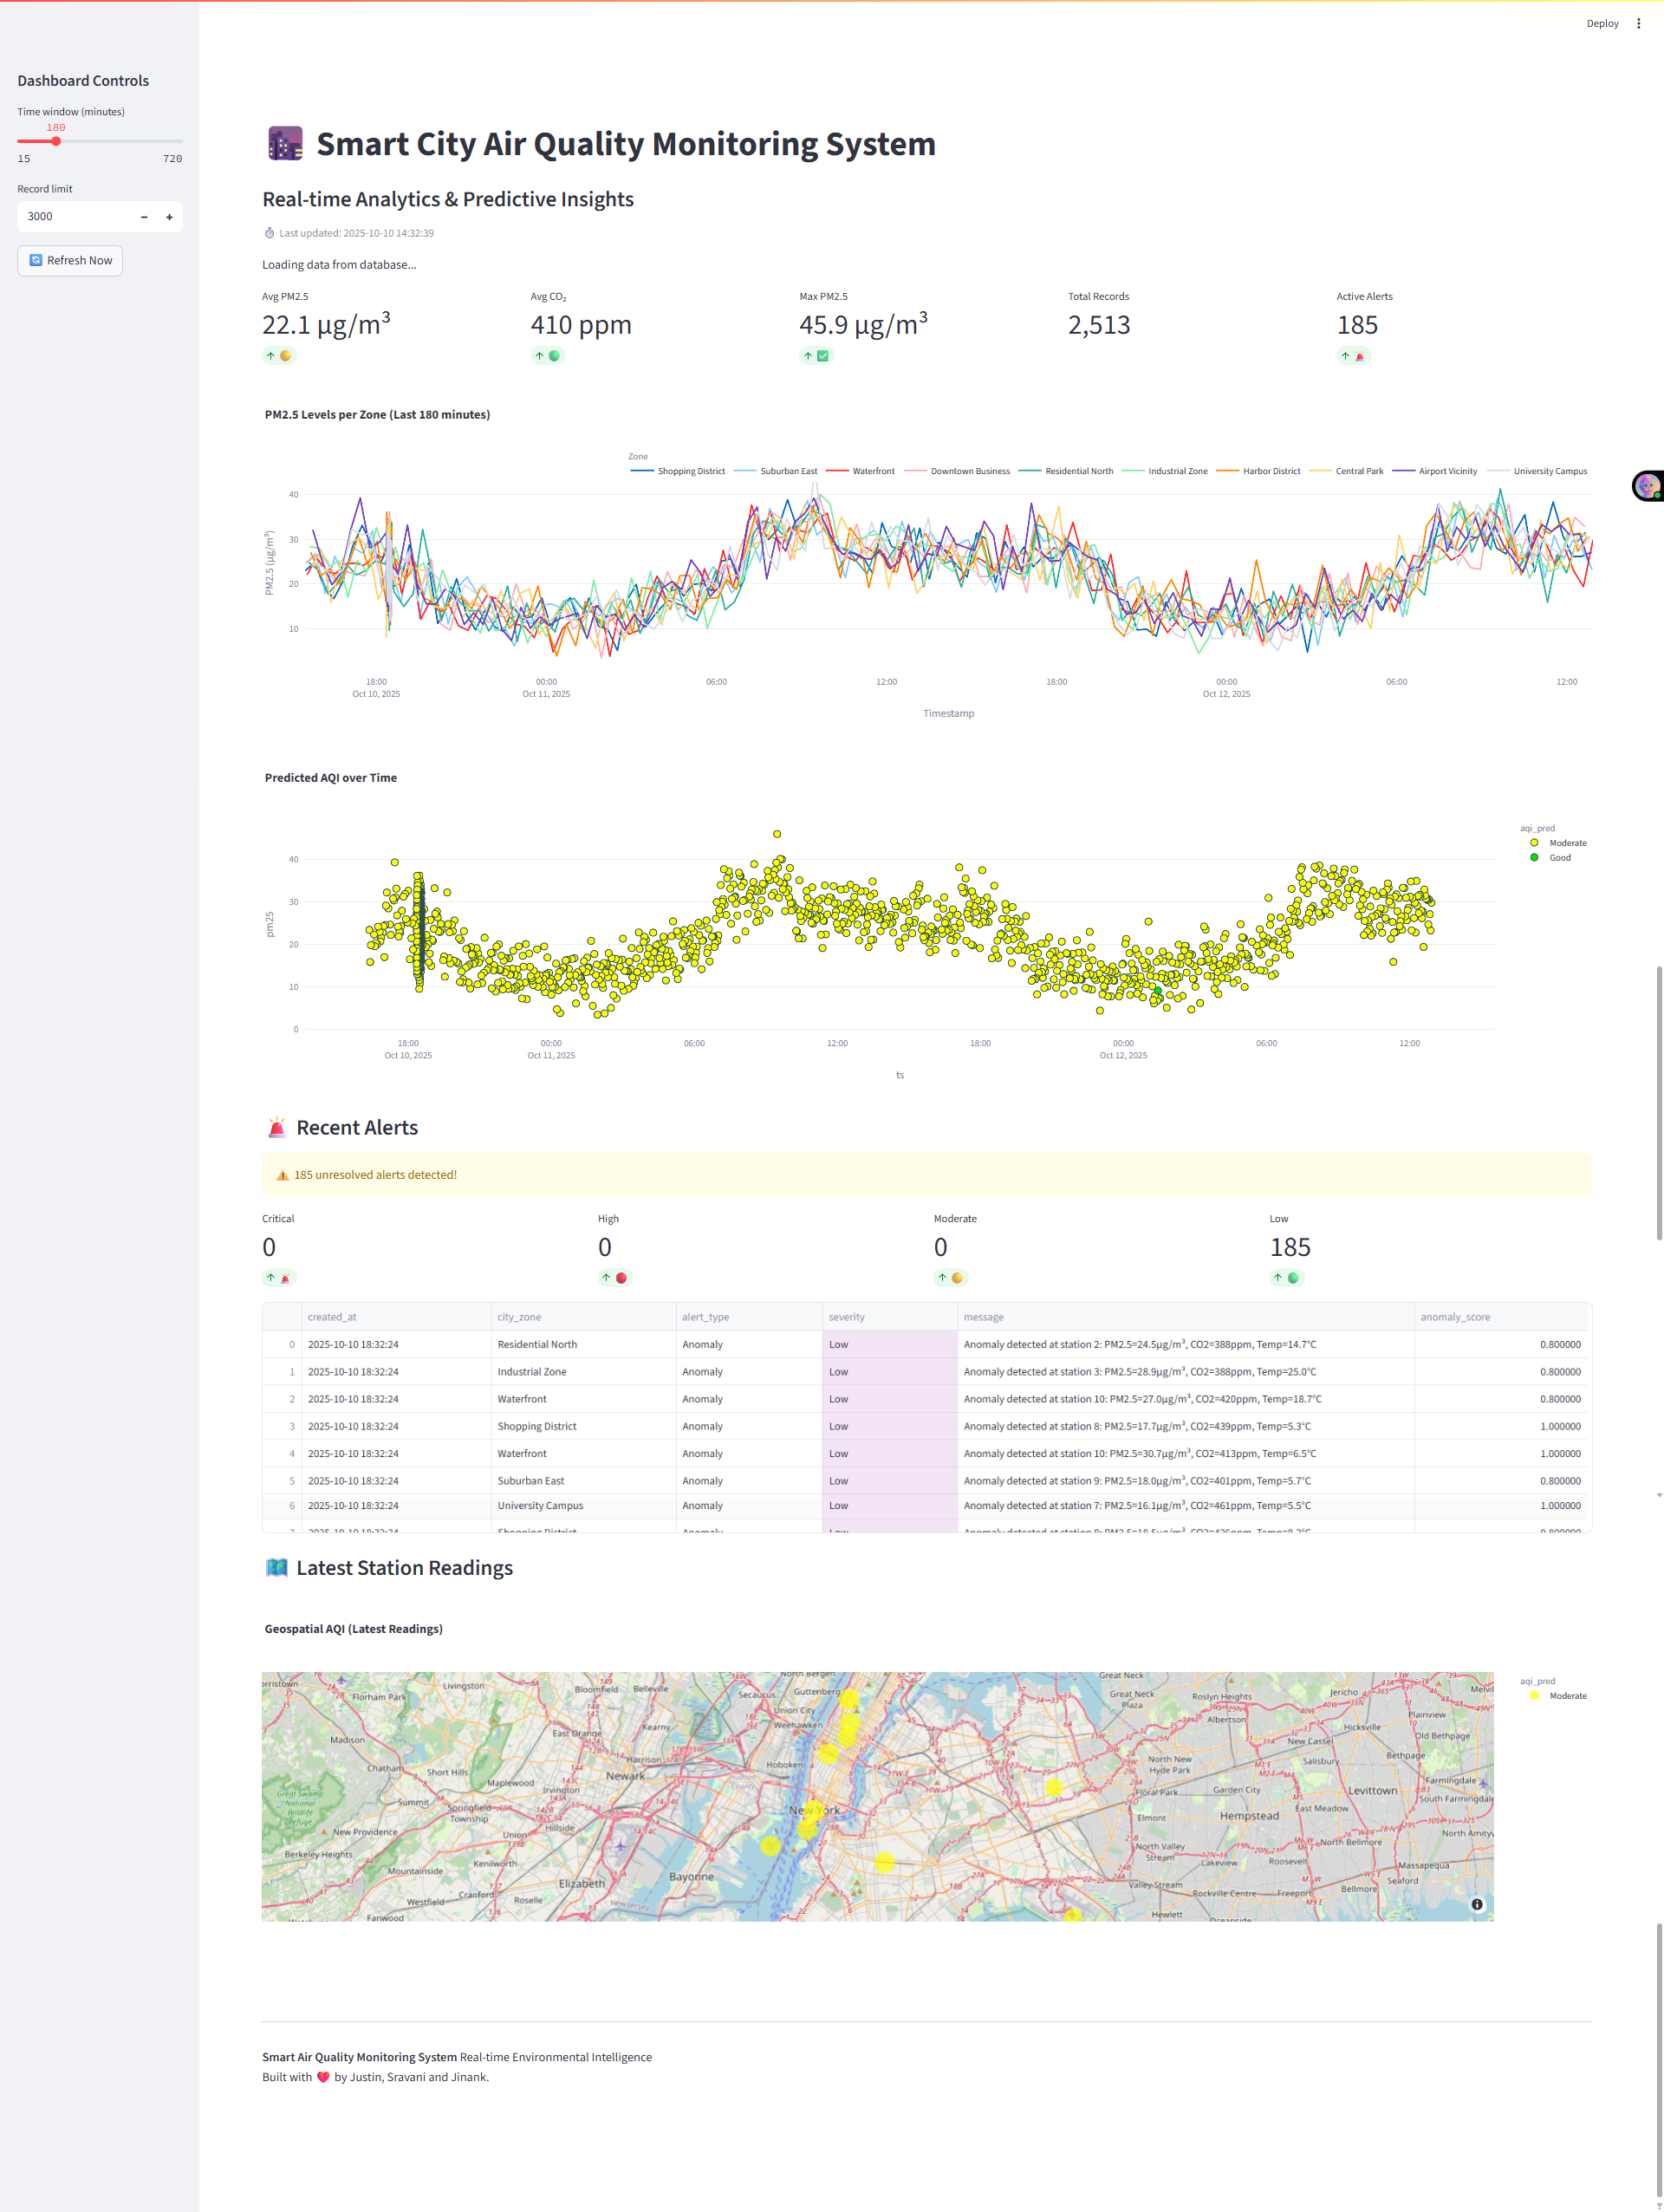 Deploy
Dashboard Controls
Time window (minutes)
180
15 720
Record limit
3000
Refresh Now
Smart City Air Quality Monitoring System
Real-time Analytics & Predictive Insights
Last updated: 2025-10-10 14:32:39
Loading data from database...
Avg PM2.5 Avg CO₂ Max PM2.5 Total Records Active Alerts
22.1 µg/m³ 410 ppm 45.9 µg/m³ 2,513 185
PM2.5 Levels per Zone (Last 180 minutes)
Zone
Shopping District Suburban East Waterfront Downtown Business Residential North Industrial Zone Harbor District Central Park Airport Vicinity University Campus
PM2.5 (µg/m³)
40
30
20
10
18:00 00:00 06:00 12:00 18:00 00:00 06:00 12:00
Oct 10, 2025 Oct 11, 2025 Oct 12, 2025
Timestamp
Predicted AQI over Time
aqi_pred
Moderate
Good
pm25
40
30
20
10
0
18:00 00:00 06:00 12:00 18:00 00:00 06:00 12:00
Oct 10, 2025 Oct 11, 2025 Oct 12, 2025
ts
Recent Alerts
185 unresolved alerts detected!
Critical High Moderate Low
0 0 0 185
created_at city_zone alert_type severity message anomaly_score
0 2025-10-10 18:32:24 Residential North Anomaly Low Anomaly detected at station 2: PM2.5=24.5µg/m³, CO2=388ppm, Temp=14.7°C 0.800000
1 2025-10-10 18:32:24 Industrial Zone Anomaly Low Anomaly detected at station 3: PM2.5=28.9µg/m³, CO2=388ppm, Temp=25.0°C 0.800000
2 2025-10-10 18:32:24 Waterfront Anomaly Low Anomaly detected at station 10: PM2.5=27.0µg/m³, CO2=420ppm, Temp=18.7°C 0.800000
3 2025-10-10 18:32:24 Shopping District Anomaly Low Anomaly detected at station 8: PM2.5=17.7µg/m³, CO2=439ppm, Temp=5.3°C 1.000000
4 2025-10-10 18:32:24 Waterfront Anomaly Low Anomaly detected at station 10: PM2.5=30.7µg/m³, CO2=413ppm, Temp=6.5°C 1.000000
5 2025-10-10 18:32:24 Suburban East Anomaly Low Anomaly detected at station 9: PM2.5=18.0µg/m³, CO2=401ppm, Temp=5.7°C 0.800000
6 2025-10-10 18:32:24 University Campus Anomaly Low Anomaly detected at station 7: PM2.5=16.1µg/m³, CO2=461ppm, Temp=5.5°C 1.000000
Latest Station Readings
Geospatial AQI (Latest Readings)
aqi_pred
Moderate
North Bergen Great Neck
Livingston Bloomfield Belleville Secaucus Guttenberg Great Neck Plaza Roslyn Heights Jericho
Florham Park Union City Albertson Plainview
Madison East Orange Kearny Weehawken New Cassel Hicksville Old Bethpage
Chatham Short Hills Harrison Hoboken North New Hyde Park Salisbury Bethpage
Maplewood Irvington Newark Garden City Levittown Farmingdale
Great Swamp National Wildlife Refuge Summit Springfield Township Hillside New York Floral Park Hempstead East Meadow South Farmingdale
New Providence Union Elmont North Bellmore North Amity
Berkeley Heights Kenilworth North Valley Stream Lakeview Roosevelt Massapequa
Mountainside Elizabeth Bayonne Valley Stream Rockville Centre Freeport Bellmore Seaford
Westfield Cranford Roselle Merrick
Fanwood Hewlett Oceanside
Smart Air Quality Monitoring System Real-time Environmental Intelligence
Built with ❤️ by Justin, Sravani and Jinank.